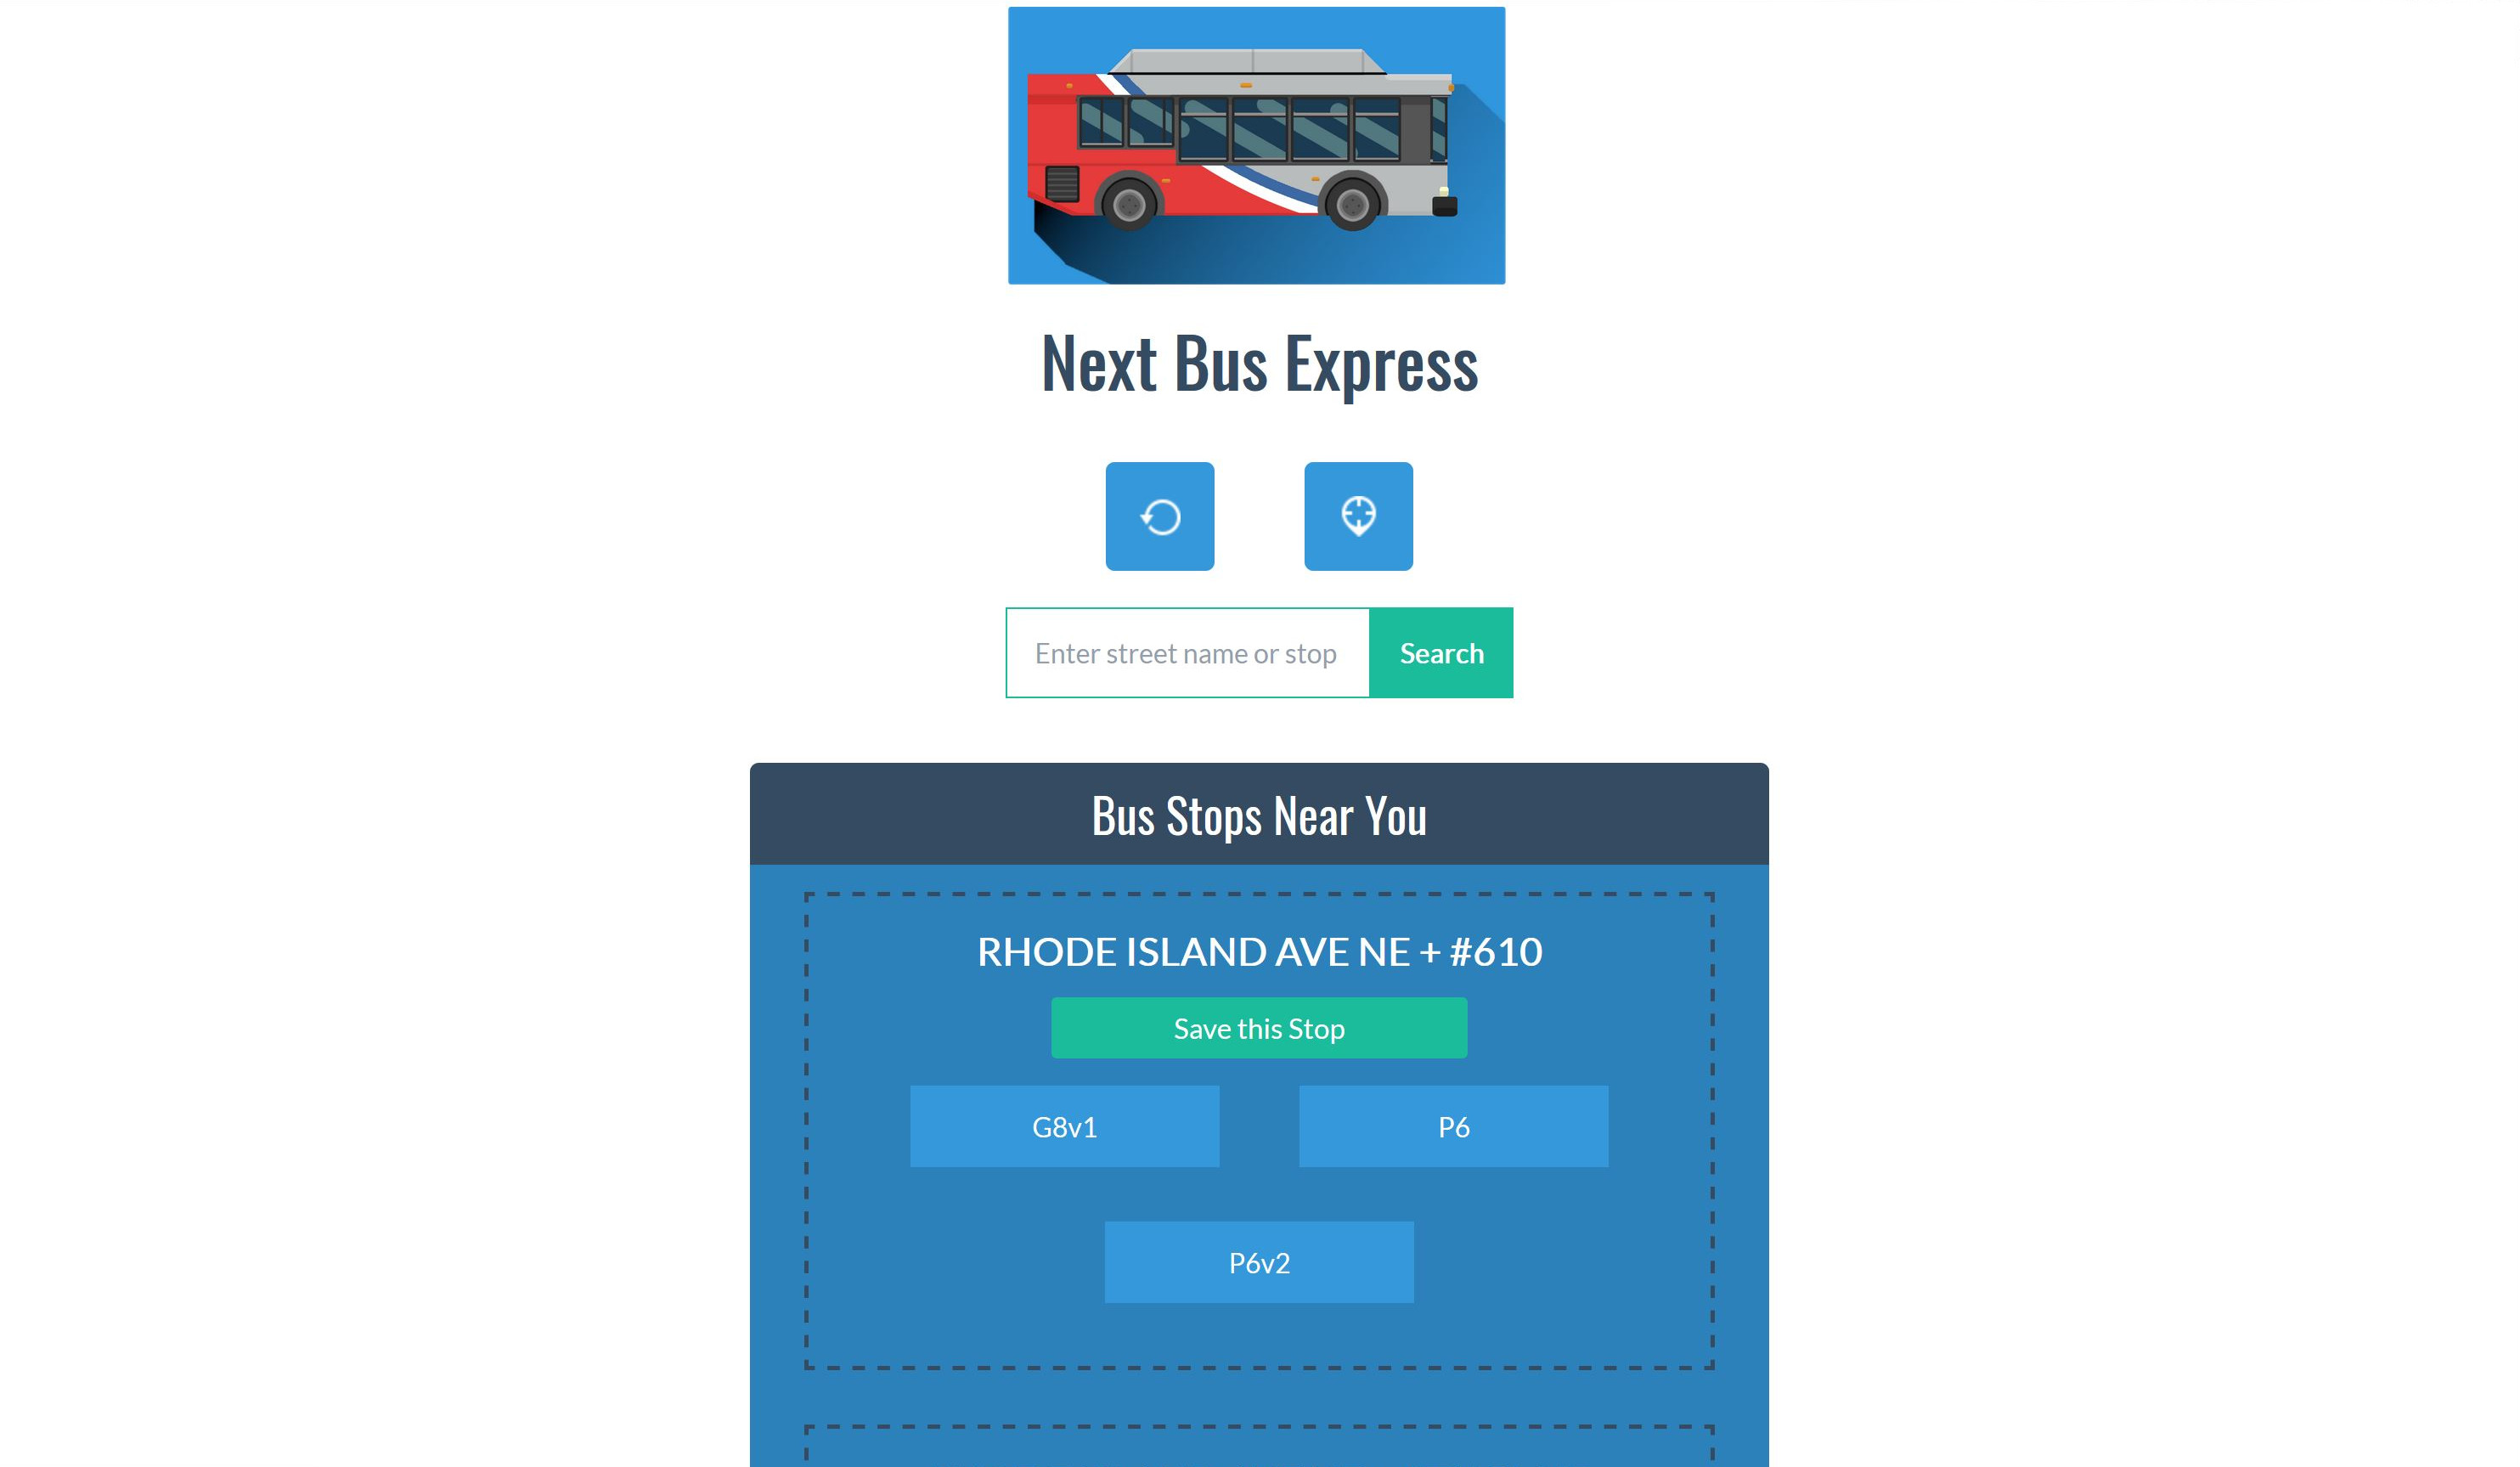 Next Bus Express
Enter street name or stop
Search
Bus Stops Near You
RHODE ISLAND AVE NE + #610
Save this Stop
G8v1
P6
P6v2